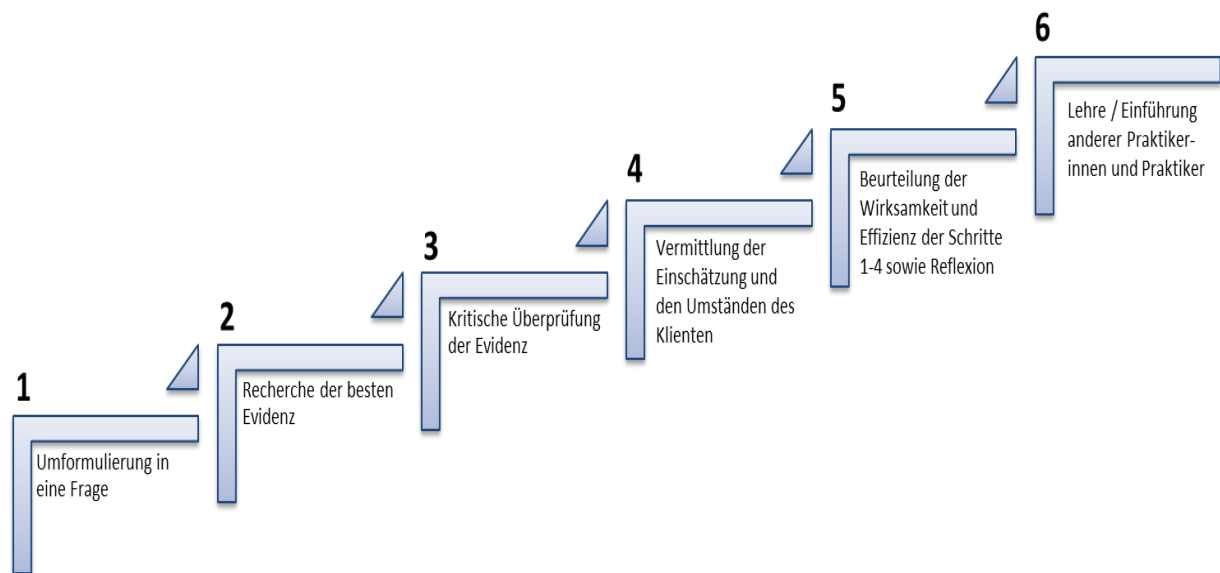 1
Umformulierung in
eine Frage
2
Recherche der besten
Evidenz
3
Kritische Überprüfung
der Evidenz
4
Vermittlung der
Einschätzung und
den Umständen des
Klienten
5
Beurteilung der
Wirksamkeit und
Effizienz der Schritte
1-4 sowie Reflexion
6
Lehre / Einführung
anderer Praktiker-
innen und Praktiker